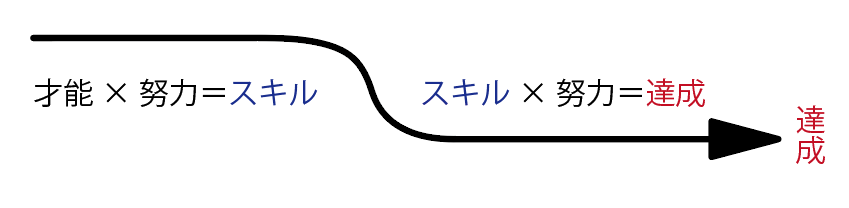 才能 × 努力=スキル
スキル × 努力=達成
達成